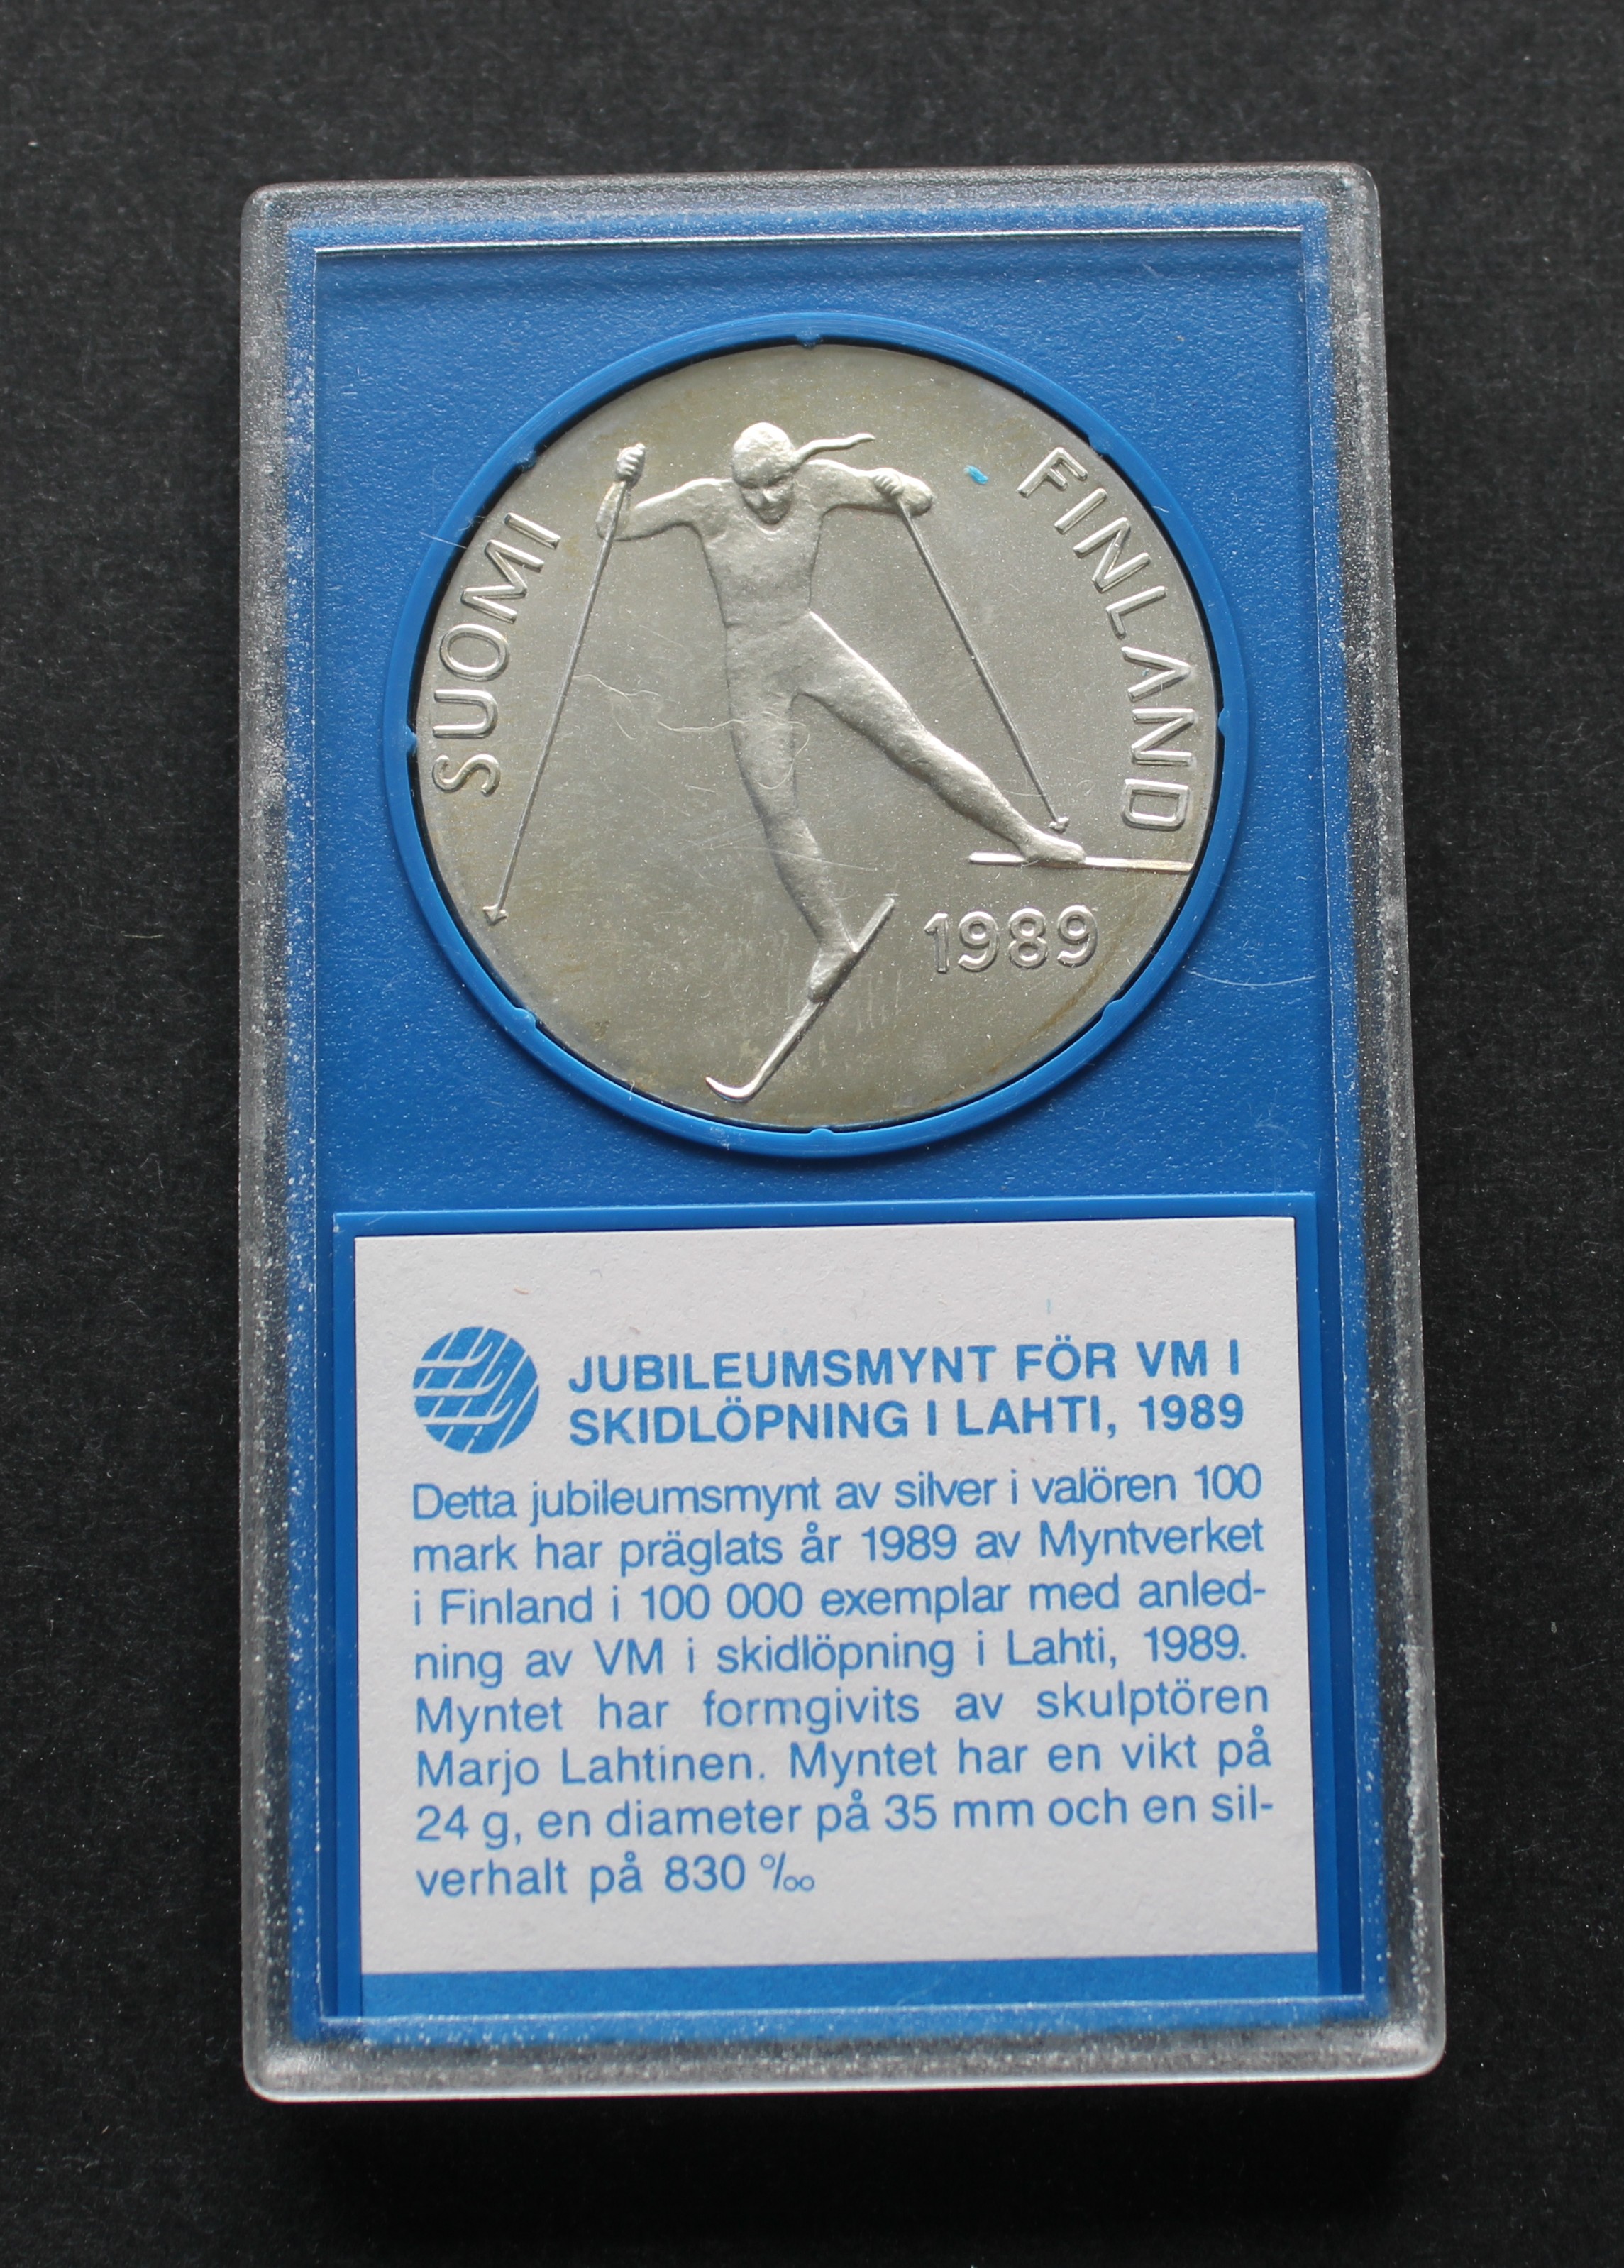 SUOMI
FINLAND
1989
JUBILEUMSMYNT FÖR VM I
SKIDLÖPNING I LAHTI, 1989
Detta jubileumsmynt av silver i valören 100
mark har präglats år 1989 av Myntverket
i Finland i 100 000 exemplar med anled-
ning av VM i skidlöpning i Lahti, 1989.
Myntet har formgivits av skulptören
Marjo Lahtinen. Myntet har en vikt på
24 g, en diameter på 35 mm och en sil-
verhalt på 830 ‰